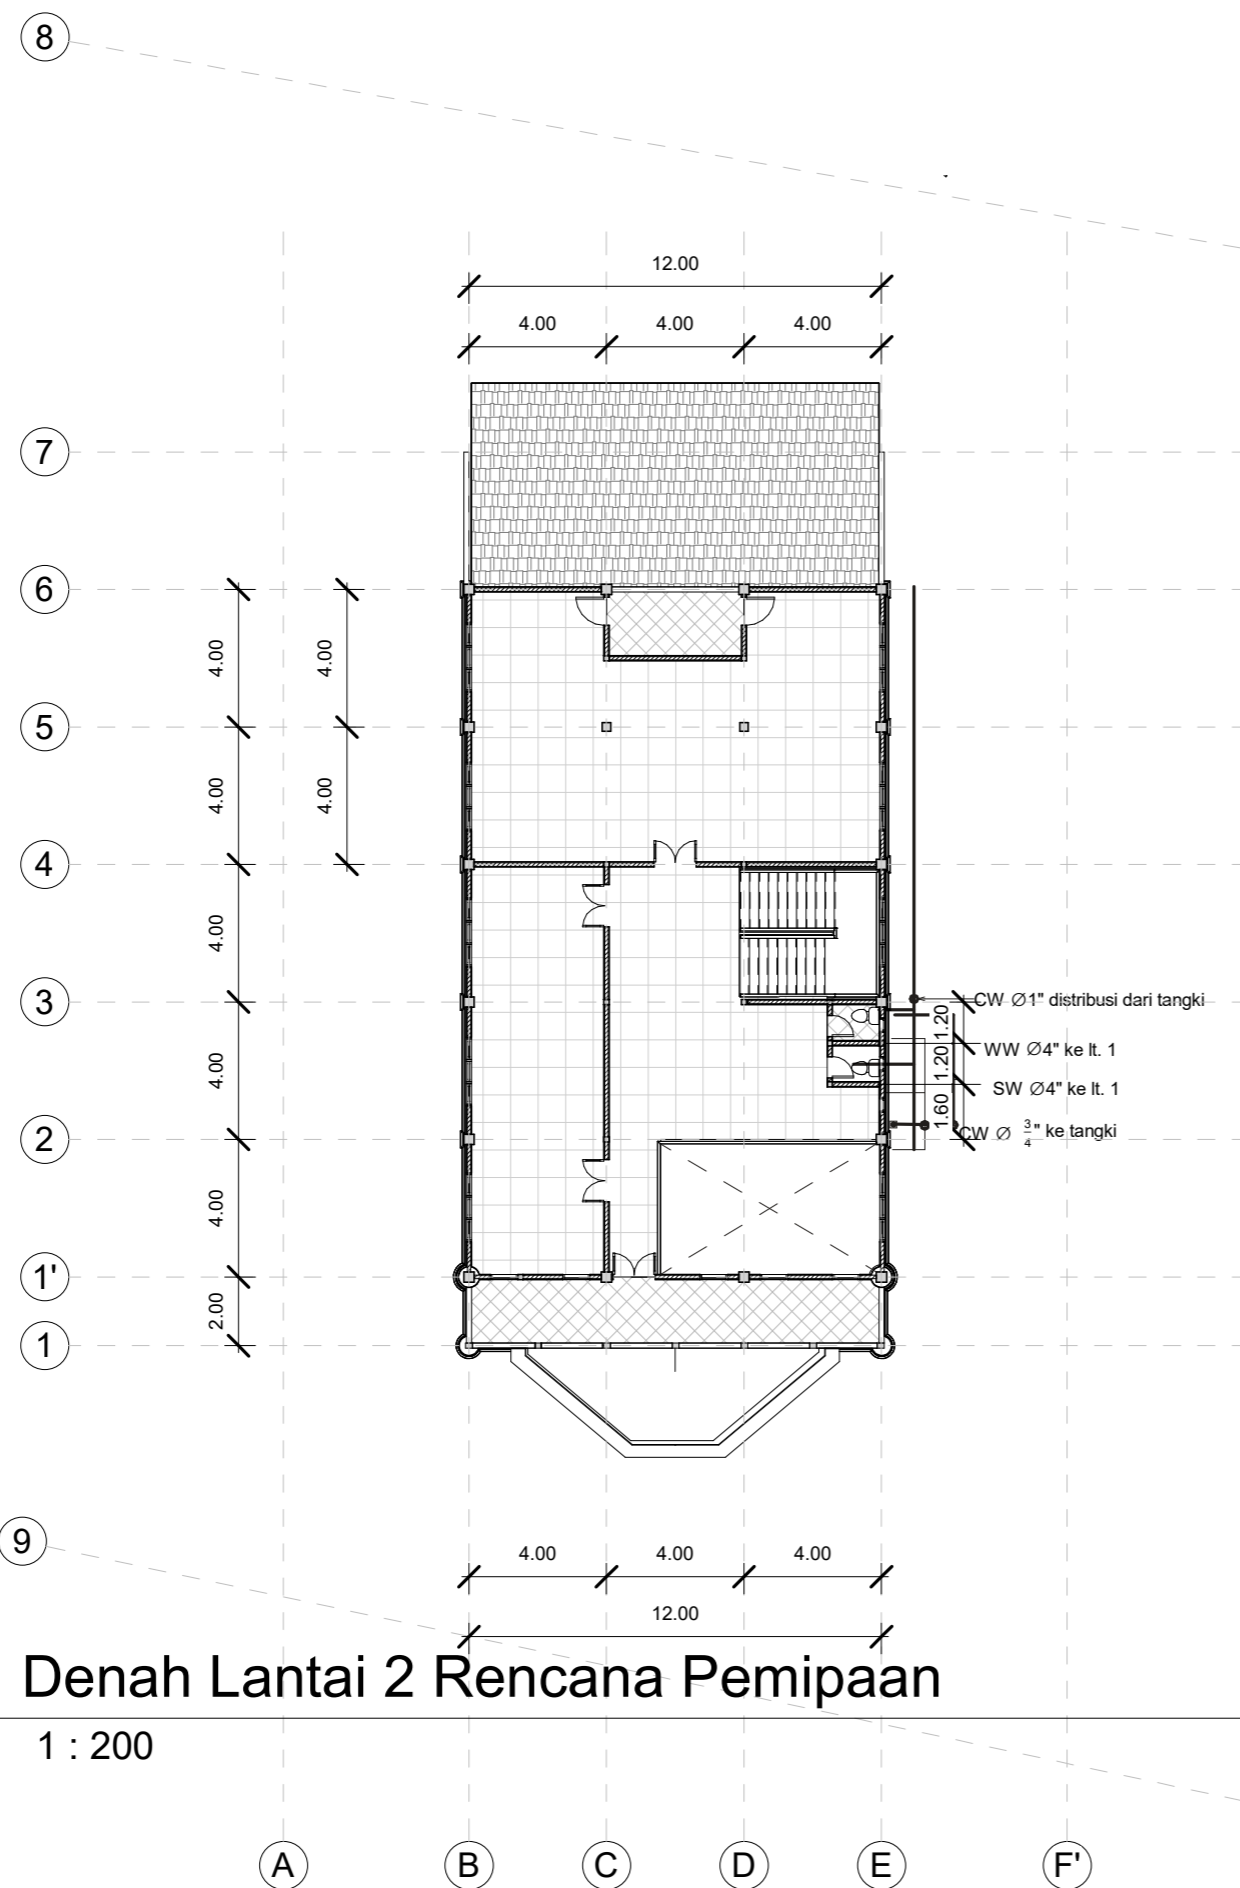 8
12.00
4.00 4.00 4.00
7
6
4.00 4.00
5
4.00 4.00
4
4.00
3
CW Ø1" distribusi dari tangki
1.20
4.00
1.20
WW Ø4" ke lt. 1
SW Ø4" ke lt. 1
1.60
2
CW Ø 3/4" ke tangki
4.00
1'
2.00
1
9
4.00 4.00 4.00
12.00
Denah Lantai 2 Rencana Pemipaan
1 : 200
A B C D E F'